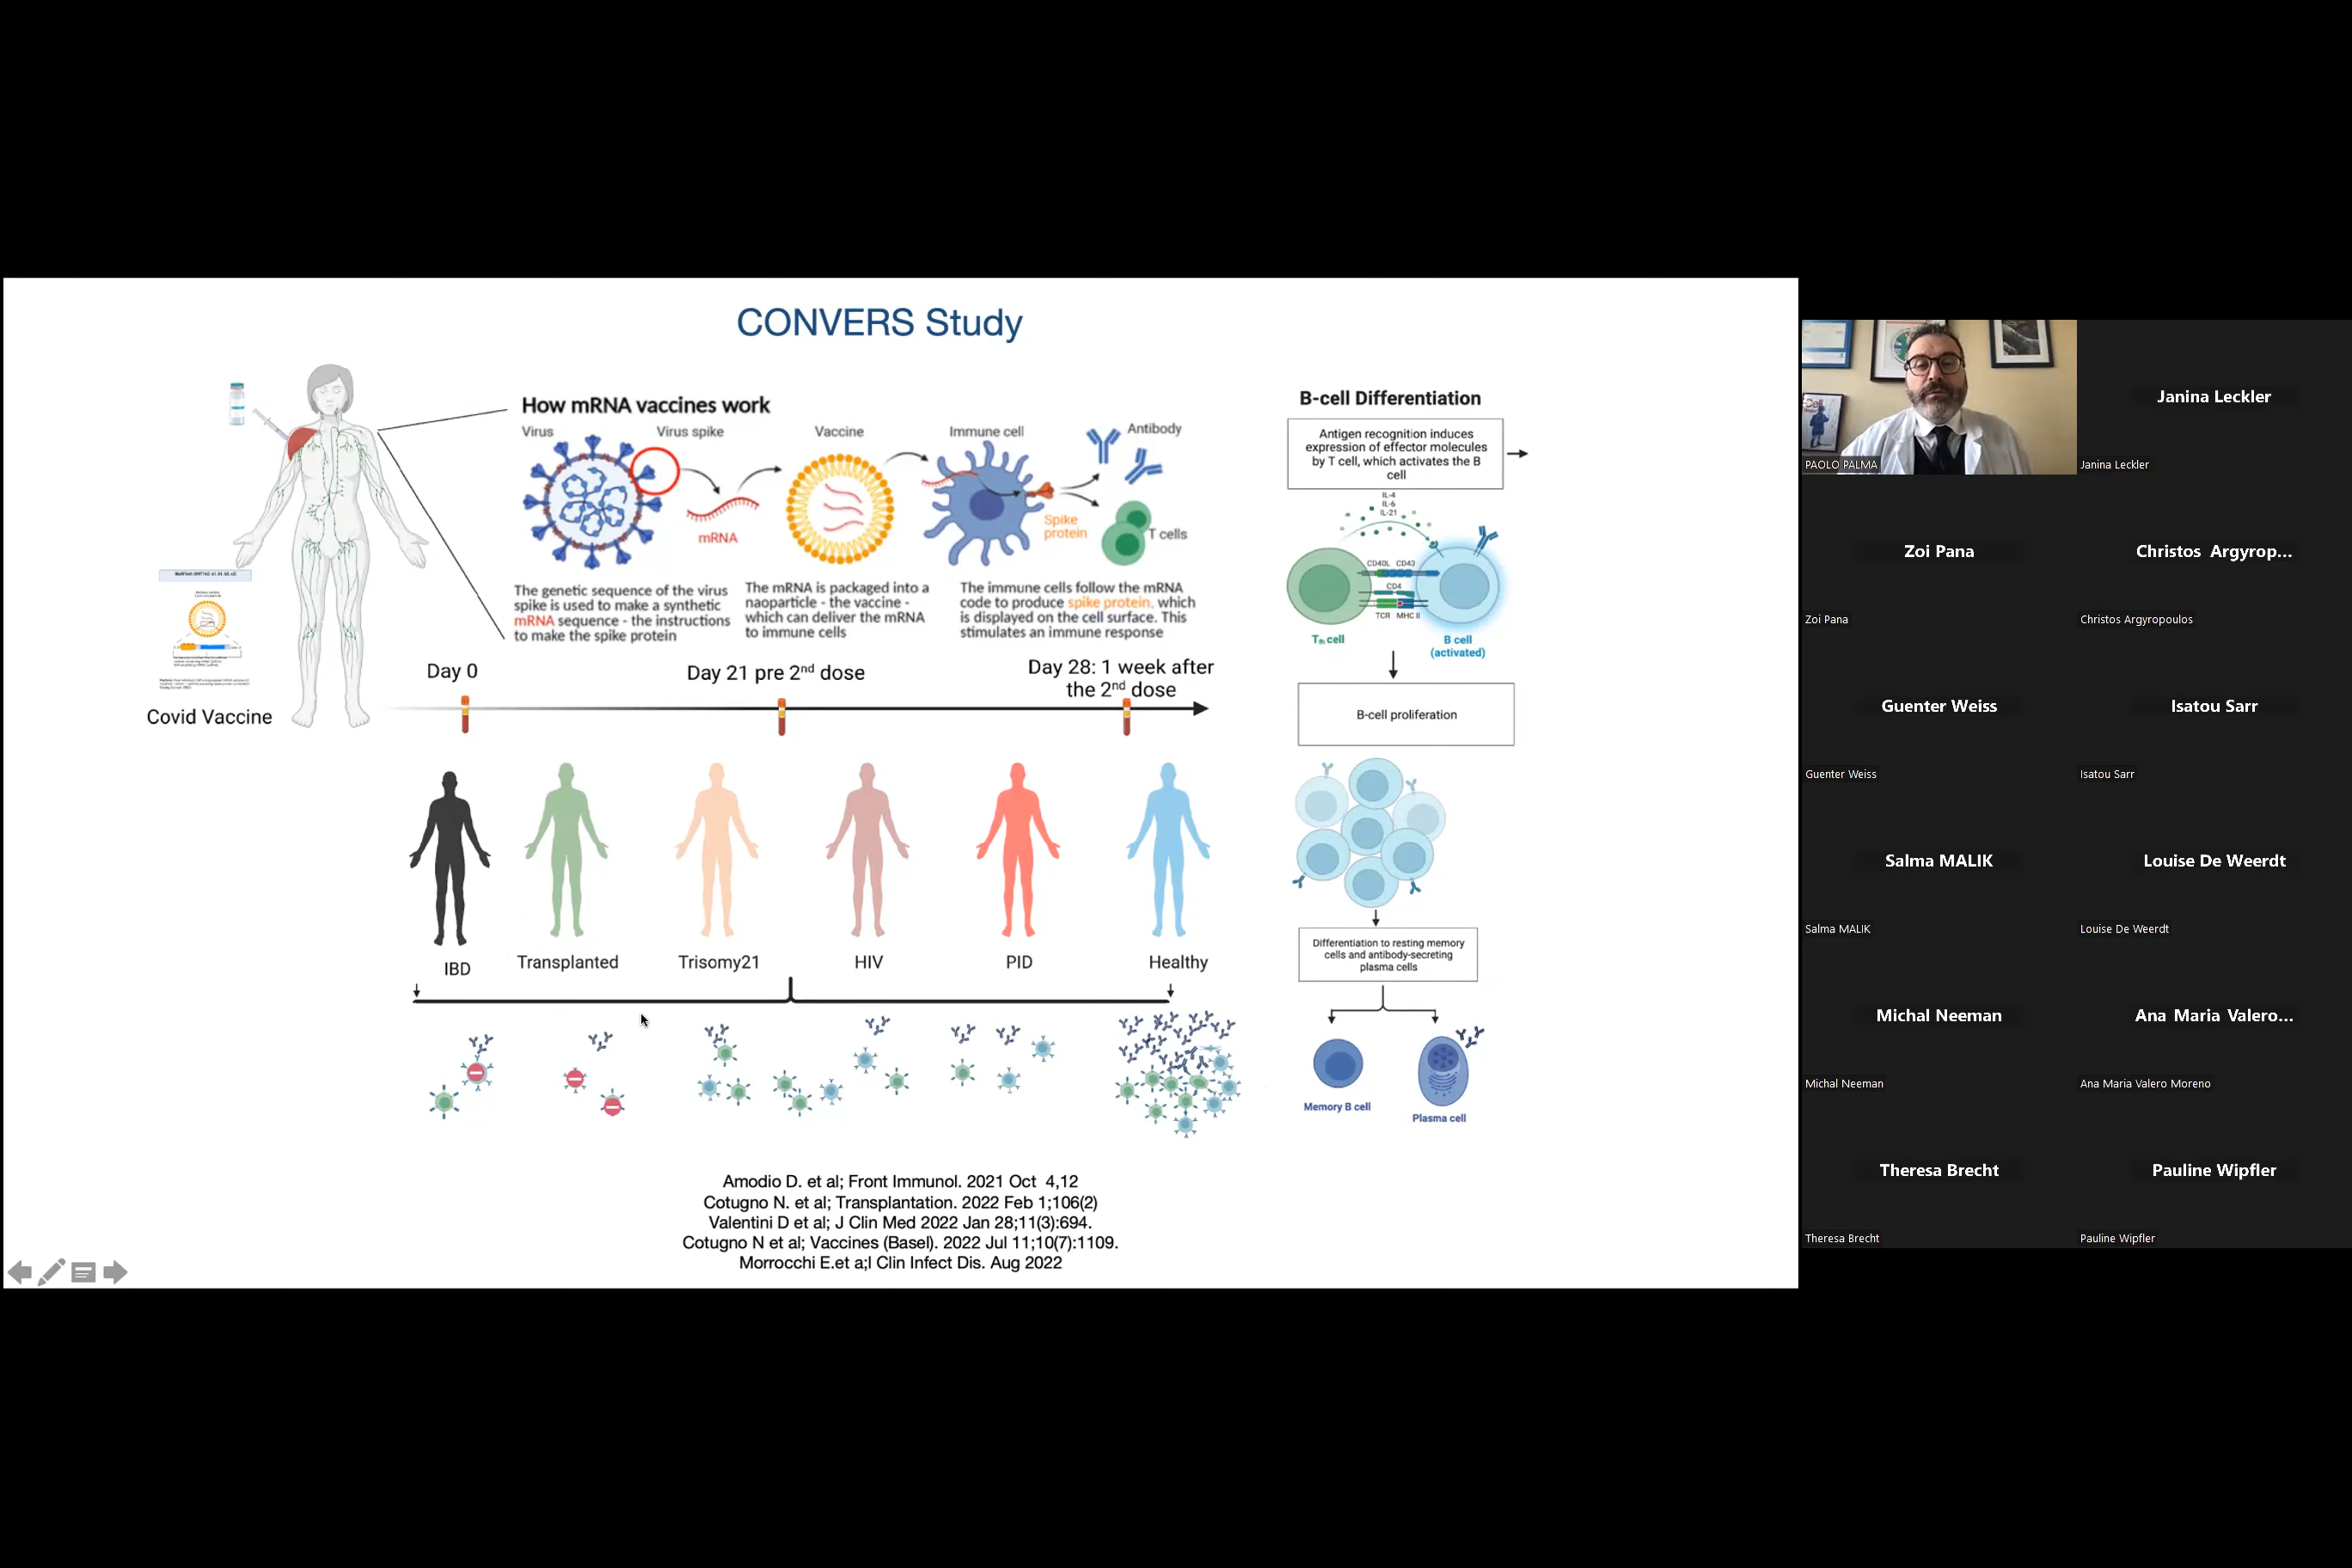 CONVERS Study
How mRNA vaccines work
Virus
Virus spike
Vaccine
Immune cell
Antibody
mRNA
Spike
protein
T cells
The genetic sequence of the virus
spike is used to make a synthetic
mRNA sequence - the instructions
to make the spike protein
The mRNA is packaged into a
naoparticle - the vaccine -
which can deliver the mRNA
to immune cells
The immune cells follow the mRNA
code to produce spike protein, which
is displayed on the cell surface. This
stimulates an immune response
Covid Vaccine
Day 0
Day 21 pre 2nd dose
Day 28: 1 week after
the 2nd dose
IBD
Transplanted
Trisomy21
HIV
PID
Healthy
B-cell Differentiation
Antigen recognition induces
expression of effector molecules
by T cell, which activates the B
cell
IL-4
IL-6
IL-21
CD40L CD40
CD4
TCR MHC II
Tfh cell
B cell
(activated)
B-cell proliferation
Differentiation to resting memory
cells and antibody-secreting
plasma cells
Memory B cell
Plasma cell
Amodio D. et al; Front Immunol. 2021 Oct 4,12
Cotugno N. et al; Transplantation. 2022 Feb 1;106(2)
Valentini D et al; J Clin Med 2022 Jan 28;11(3):694.
Cotugno N et al; Vaccines (Basel). 2022 Jul 11;10(7):1109.
Morrocchi E.et a;l Clin Infect Dis. Aug 2022
PAOLO PALMA
Janina Leckler
Janina Leckler
Zoi Pana
Zoi Pana
Christos Argyrop...
Christos Argyropoulos
Guenter Weiss
Guenter Weiss
Isatou Sarr
Isatou Sarr
Salma MALIK
Salma MALIK
Louise De Weerdt
Louise De Weerdt
Michal Neeman
Michal Neeman
Ana Maria Valero...
Ana Maria Valero Moreno
Theresa Brecht
Theresa Brecht
Pauline Wipfler
Pauline Wipfler